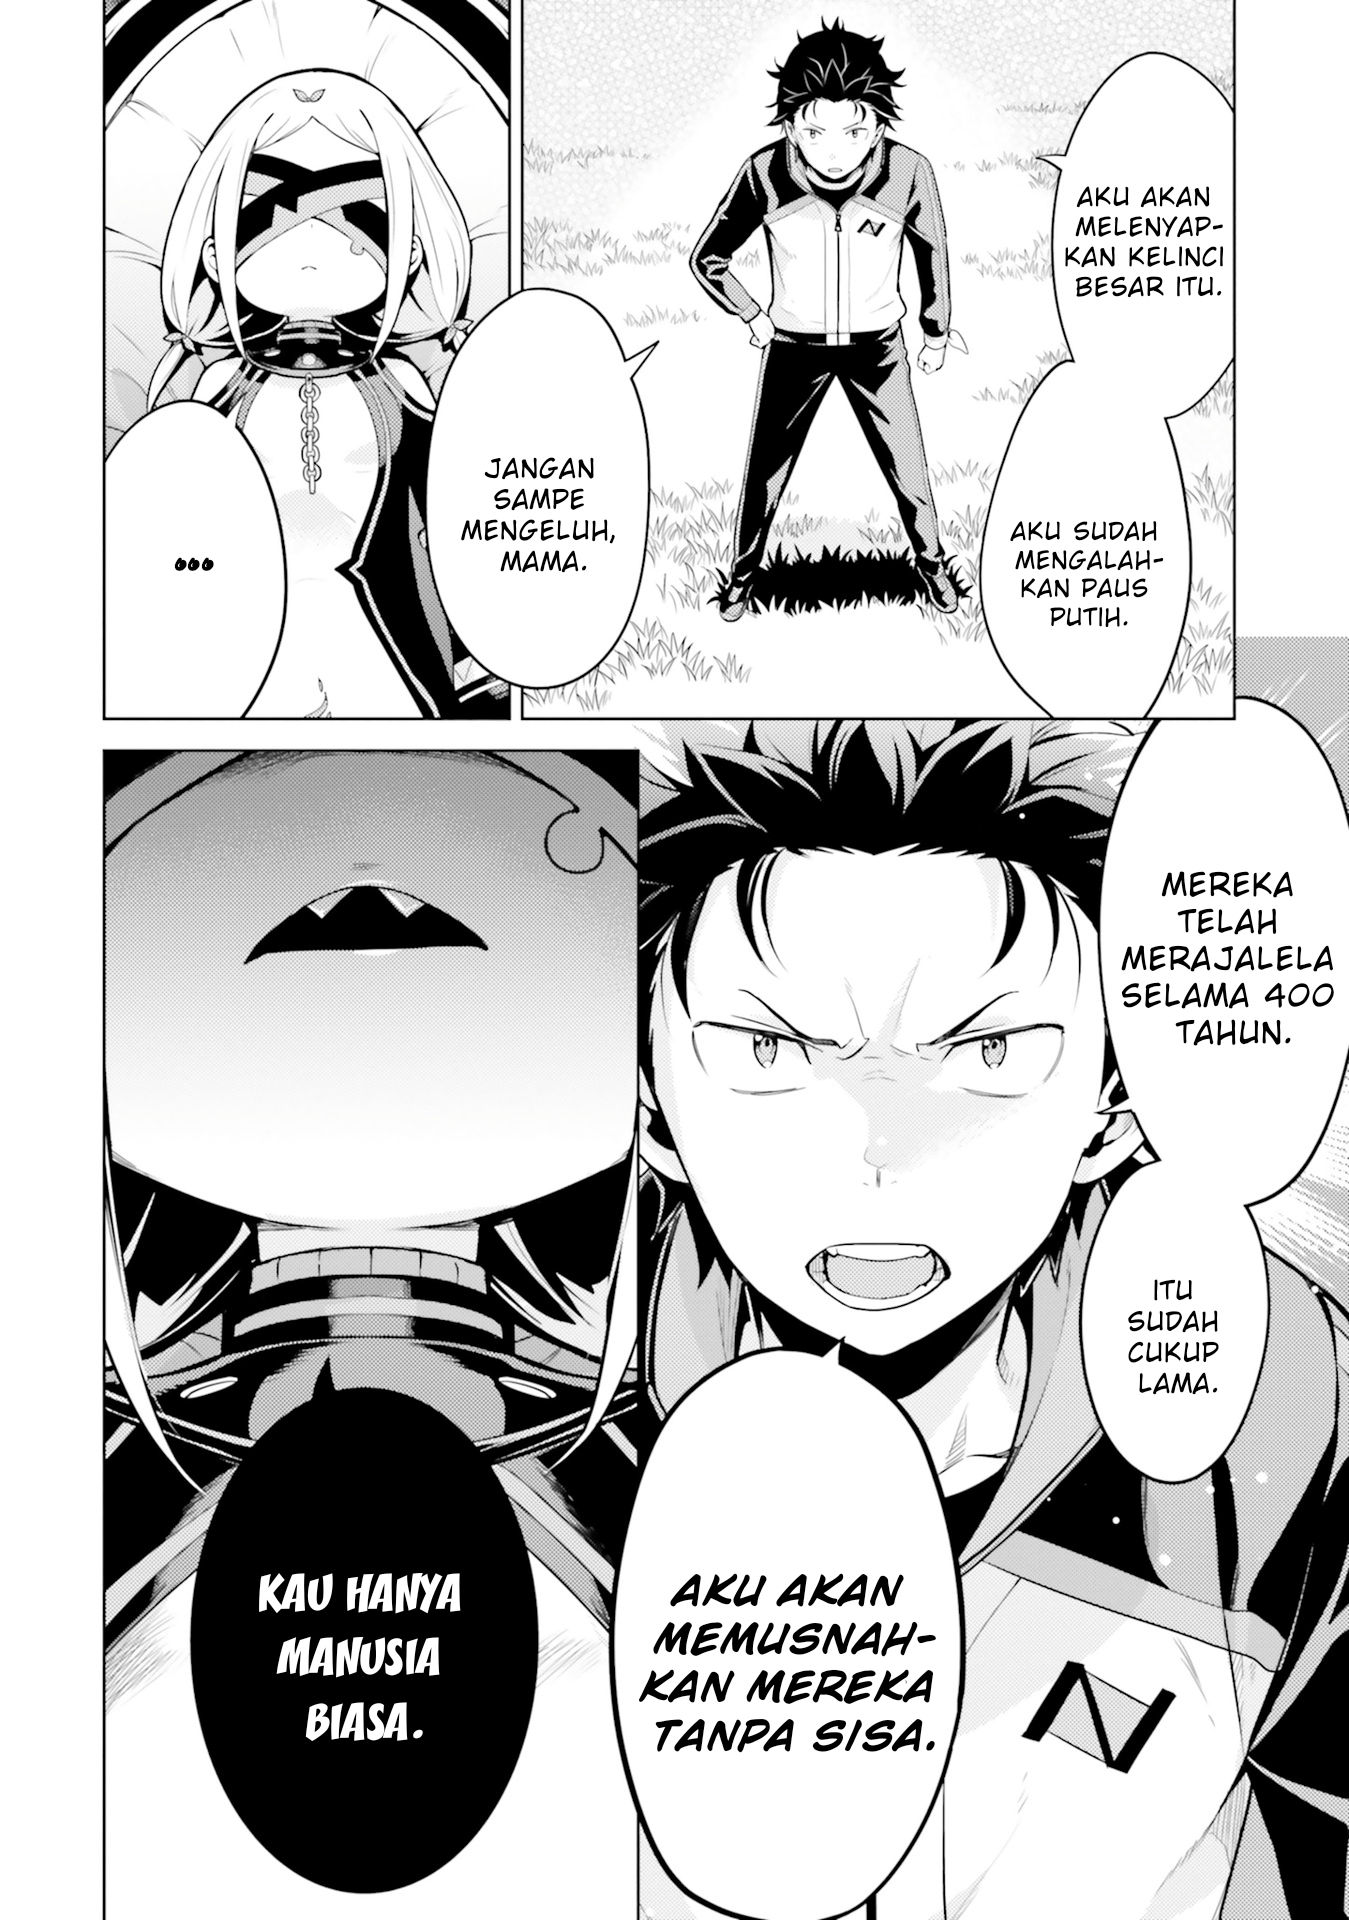 AKU AKAN
MELENYAP-
KAN KELINCI
BESAR ITU.
AKU SUDAH
MENGALAH-
KAN PAUS
PUTIH.
JANGAN
SAMPE
MENGELUH,
MAMA.
...
MEREKA
TELAH
MERAJALELA
SELAMA 400
TAHUN.
ITU
SUDAH
CUKUP
LAMA.
AKU AKAN
MEMUSNAH-
KAN MEREKA
TANPA SISA.
KAU HANYA
MANUSIA
BIASA.